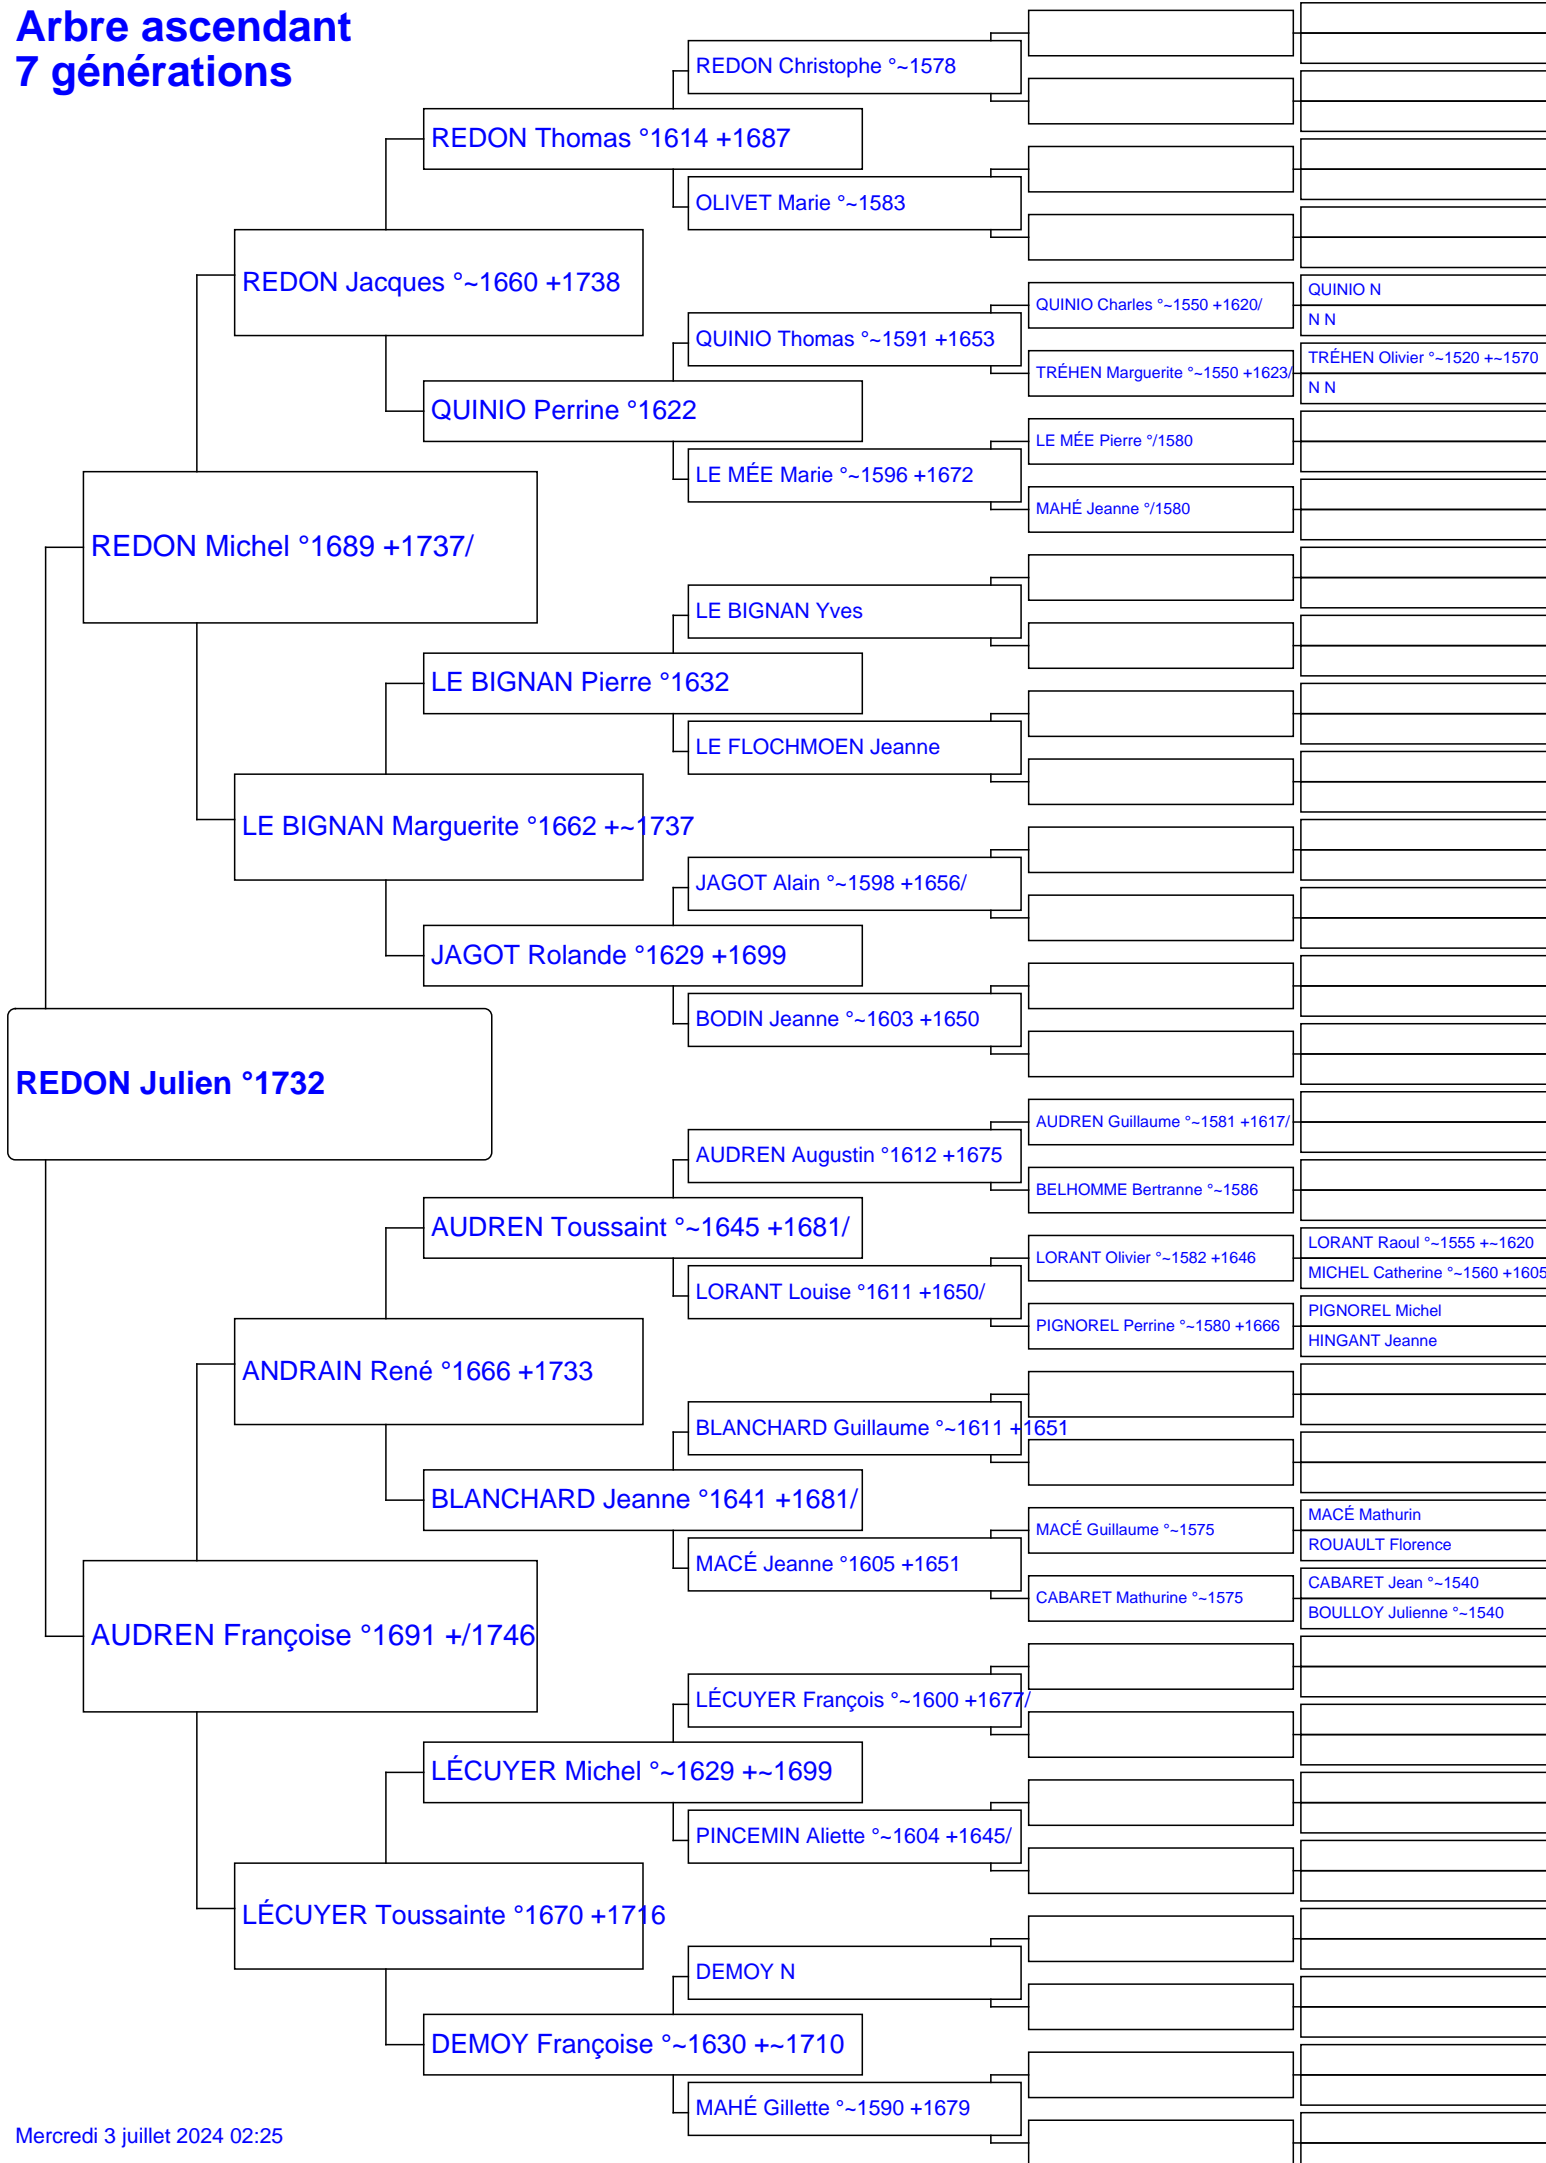 Arbre ascendant
7 générations
REDON Christophe °~1578
REDON Thomas °1614 +1687
OLIVET Marie °~1583
REDON Jacques °~1660 +1738
QUINIO N
QUINIO Charles °~1550 +1620/
N N
QUINIO Thomas °~1591 +1653
TRÉHEN Olivier °~1520 +~1570
TRÉHEN Marguerite °~1550 +1623/
N N
QUINIO Perrine °1622
LE MÉE Pierre °/1580
LE MÉE Marie °~1596 +1672
MAHÉ Jeanne °/1580
REDON Michel °1689 +1737/
LE BIGNAN Yves
LE BIGNAN Pierre °1632
LE FLOCHMOEN Jeanne
LE BIGNAN Marguerite °1662 +~1737
JAGOT Alain °~1598 +1656/
JAGOT Rolande °1629 +1699
BODIN Jeanne °~1603 +1650
REDON Julien °1732
AUDREN Guillaume °~1581 +1617/
AUDREN Augustin °1612 +1675
BELHOMME Bertranne °~1586
AUDREN Toussaint °~1645 +1681/
LORANT Raoul °~1555 +~1620
LORANT Olivier °~1582 +1646
MICHEL Catherine °~1560 +1605
LORANT Louise °1611 +1650/
PIGNOREL Michel
PIGNOREL Perrine °~1580 +1666
HINGANT Jeanne
ANDRAIN René °1666 +1733
BLANCHARD Guillaume °~1611 +1651
BLANCHARD Jeanne °1641 +1681/
MACÉ Mathurin
MACÉ Guillaume °~1575
ROUAULT Florence
MACÉ Jeanne °1605 +1651
CABARET Jean °~1540
CABARET Mathurine °~1575
BOULLOY Julienne °~1540
AUDREN Françoise °1691 +/1746
LÉCUYER François °~1600 +1677/
LÉCUYER Michel °~1629 +~1699
PINCEMIN Aliette °~1604 +1645/
LÉCUYER Toussainte °1670 +1716
DEMOY N
DEMOY Françoise °~1630 +~1710
MAHÉ Gillette °~1590 +1679
Mercredi 3 juillet 2024 02:25